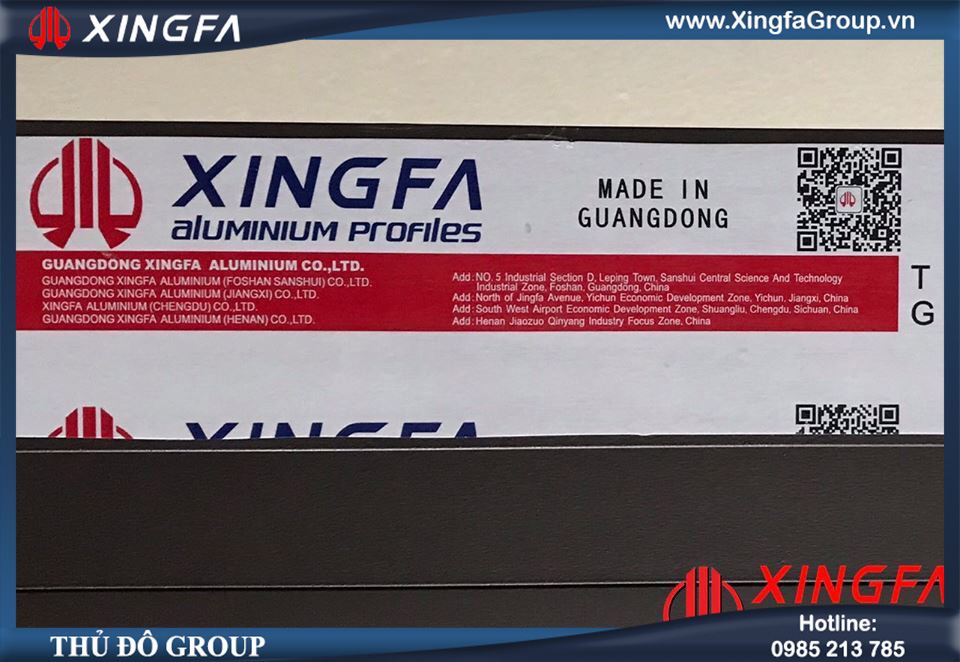 XINGFA
www.XingfaGroup.vn
XINGFA
aluminium profiles
MADE IN
GUANGDONG
GUANGDONG XINGFA ALUMINIUM CO.,LTD.
GUANGDONG XINGFA ALUMINIUM (FOSHAN SANSHUI) CO.,LTD.
GUANGDONG XINGFA ALUMINIUM (JIANGXI) CO.,LTD.
XINGFA ALUMINIUM (CHENGDU) CO.,LTD.
GUANGDONG XINGFA ALUMINIUM (HENAN) CO.,LTD.
Add: NO. 5 Industrial Section D, Leping Town, Sanshui Central Science And Technology
Industrial Zone, Foshan, Guangdong, China
Add: North of Jingfa Avenue, Yichun Economic Development Zone, Yichun, Jiangxi, China
Add: South West Airport Economic Development Zone, Shuangliu, Chengdu, Sichuan, China
Add: Henan Jiaozuo Qinyang Industry Focus Zone, China
T
G
XINGFA
XINGFA
THỦ ĐÔ GROUP
Hotline:
0985 213 785